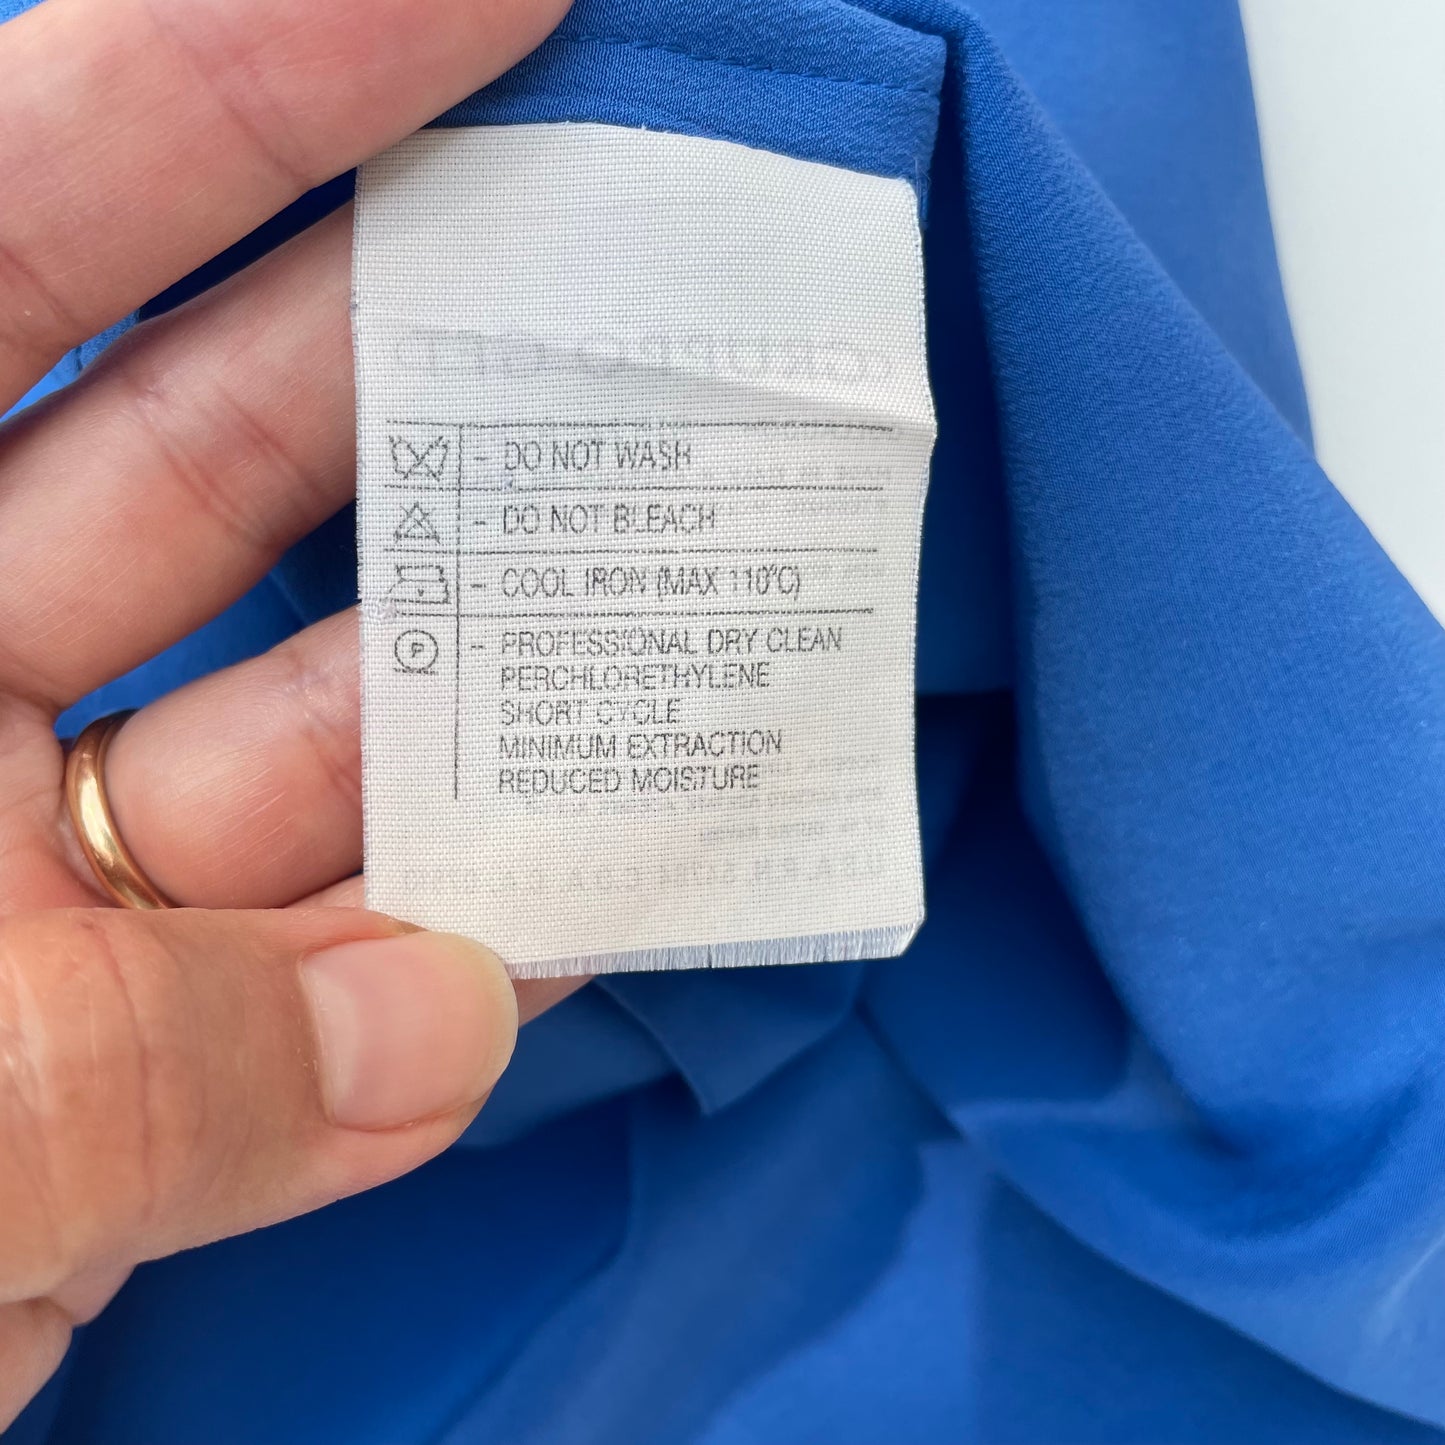 - DO NOT WASH
- DO NOT BLEACH
- COOL IRON (MAX 110°C)
P - PROFESSIONAL DRY CLEAN
PERCHLORETHYLENE
SHORT CYCLE
MINIMUM EXTRACTION
REDUCED MOISTURE